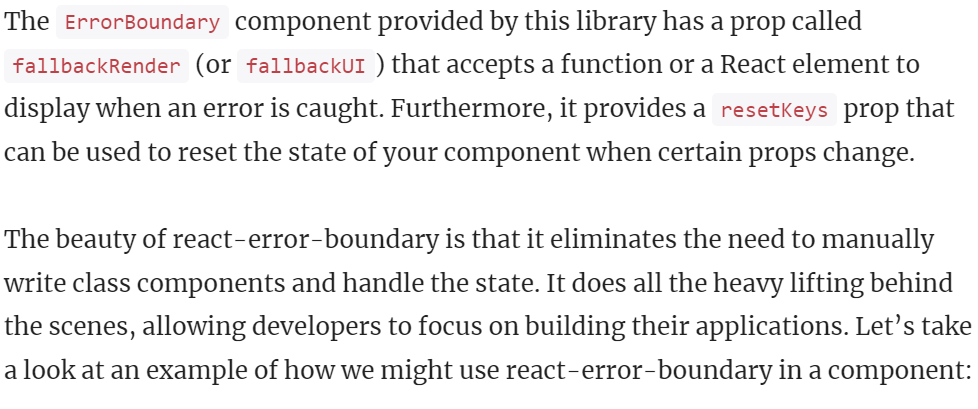 The ErrorBoundary component provided by this library has a prop called
fallbackRender (or fallbackUI ) that accepts a function or a React element to
display when an error is caught. Furthermore, it provides a resetKeys prop that
can be used to reset the state of your component when certain props change.
The beauty of react-error-boundary is that it eliminates the need to manually
write class components and handle the state. It does all the heavy lifting behind
the scenes, allowing developers to focus on building their applications. Let’s take
a look at an example of how we might use react-error-boundary in a component: